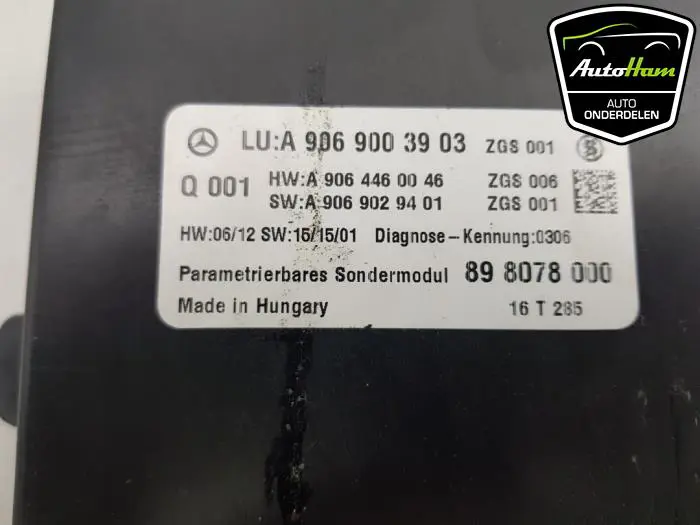 AutoHam
AUTO
ONDERDELEN
LU:A 906 900 3903 ZGS 001
Q 001 HW:A 906 446 00 46 ZGS 006
SW:A 906 902 94 01 ZGS 001
HW:06/12 SW:15/15/01 Diagnose-Kennung:0306
Parametrierbares Sondermodul 89 8078 000
Made in Hungary 16 T 285